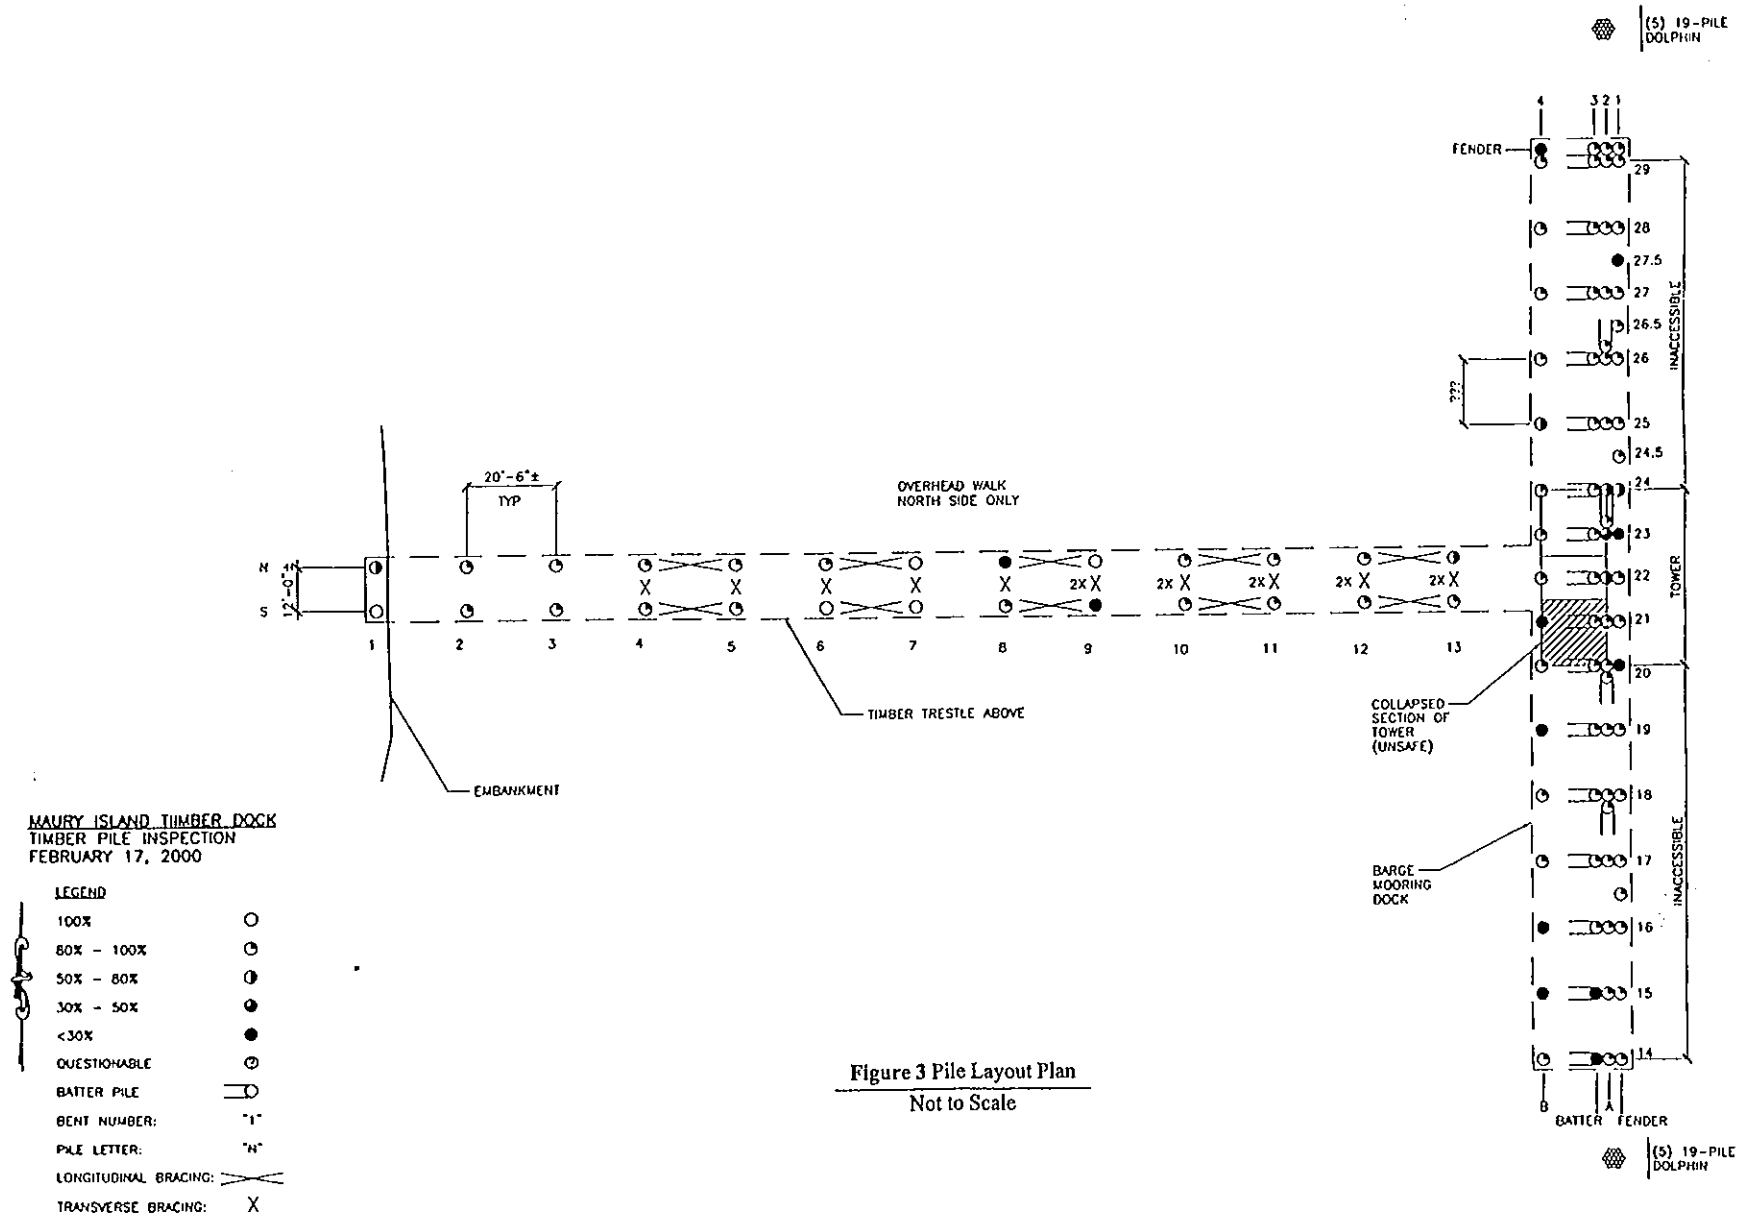 (5) 19-PILE
DOLPHIN
4 3 2 1
FENDER
29
28
27.5
27
26.5
26
???
25
24.5
24
23
22
21
20
19
18
17
16
15
14
INACCESSIBLE
TOWER
INACCESSIBLE
20'-6"±
TYP
OVERHEAD WALK
NORTH SIDE ONLY
N
S
12'-0"±
2X
2X
2X
2X
2X
1 2 3 4 5 6 7 8 9 10 11 12 13
TIMBER TRESTLE ABOVE
EMBANKMENT
COLLAPSED
SECTION OF
TOWER
(UNSAFE)
BARGE
MOORING
DOCK
B A
BATTER FENDER
(5) 19-PILE
DOLPHIN
MAURY ISLAND TIIMBER DOCK
TIMBER PILE INSPECTION
FEBRUARY 17, 2000
LEGEND
100%
80% - 100%
50% - 80%
30% - 50%
<30%
QUESTIONABLE
BATTER PILE
BENT NUMBER: "1"
PILE LETTER: "N"
LONGITUDINAL BRACING:
TRANSVERSE BRACING:
Figure 3 Pile Layout Plan
Not to Scale